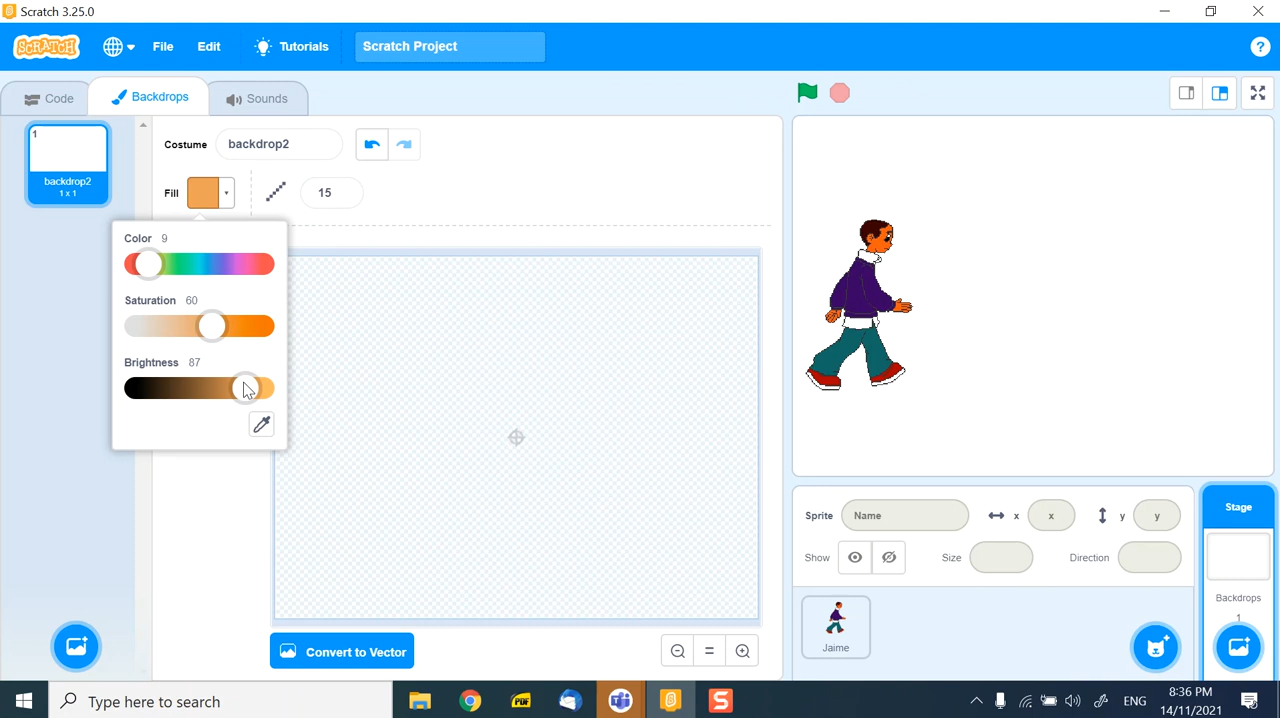 Scratch 3.25.0
SCRATCH
File
Edit
Tutorials
Scratch Project
?
Code
Backdrops
Sounds
1
backdrop2
1 x 1
Costume
backdrop2
Fill
15
Color 9
Saturation 60
Brightness 87
Convert to Vector
Sprite
Name
x
x
y
y
Show
Size
Direction
Jaime
Stage
Backdrops
1
Type here to search
PDF
S
ENG
8:36 PM
14/11/2021